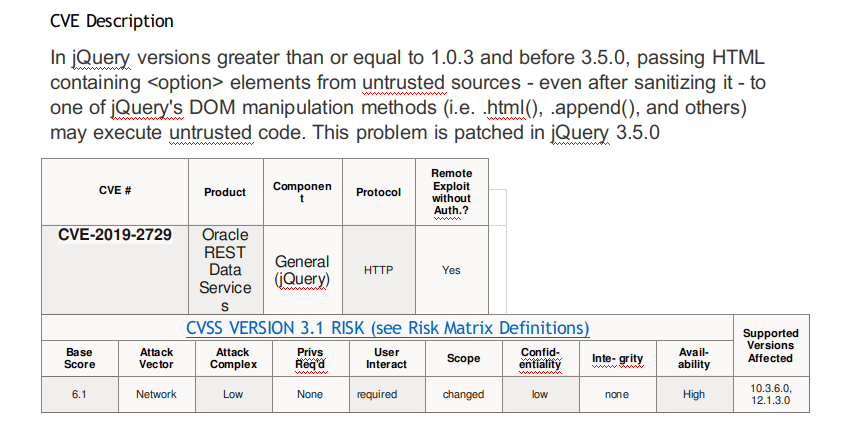 CVE Description
In jQuery versions greater than or equal to 1.0.3 and before 3.5.0, passing HTML
containing <option> elements from untrusted sources - even after sanitizing it - to
one of jQuery's DOM manipulation methods (i.e. .html(), .append(), and others)
may execute untrusted code. This problem is patched in jQuery 3.5.0
CVE #
Product
Componen
t
Protocol
Remote
Exploit
without
Auth.?
CVE-2019-2729
Oracle
REST
Data
Service
s
General
(jQuery)
HTTP
Yes
CVSS VERSION 3.1 RISK (see Risk Matrix Definitions)
Supported
Versions
Affected
Base
Score
Attack
Vector
Attack
Complex
Privs
Req'd
User
Interact
Scope
Confid-
entiality
Inte- grity
Avail-
ability
6.1
Network
Low
None
required
changed
low
none
High
10.3.6.0,
12.1.3.0